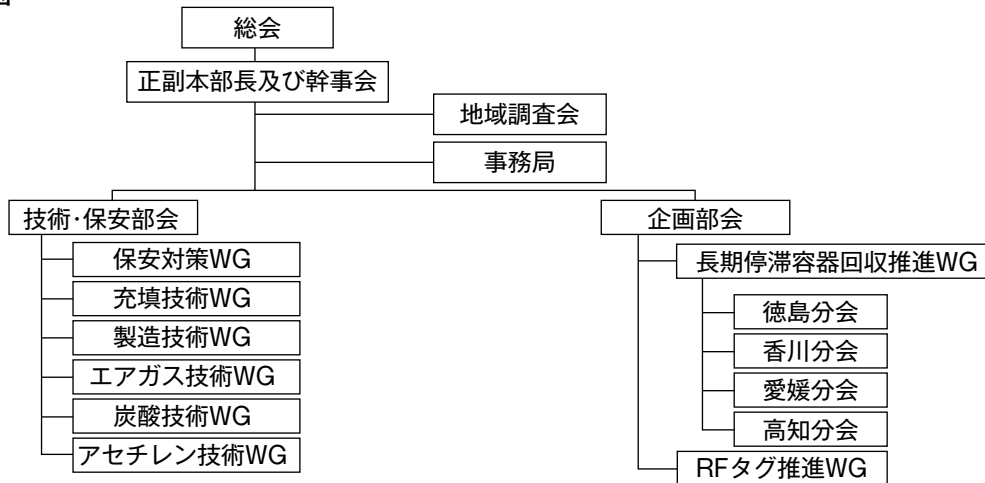 総会
正副本部長及び幹事会
地域調査会
事務局
技術･保安部会
保安対策WG
充填技術WG
製造技術WG
エアガス技術WG
炭酸技術WG
アセチレン技術WG
企画部会
長期停滞容器回収推進WG
徳島分会
香川分会
愛媛分会
高知分会
RFタグ推進WG